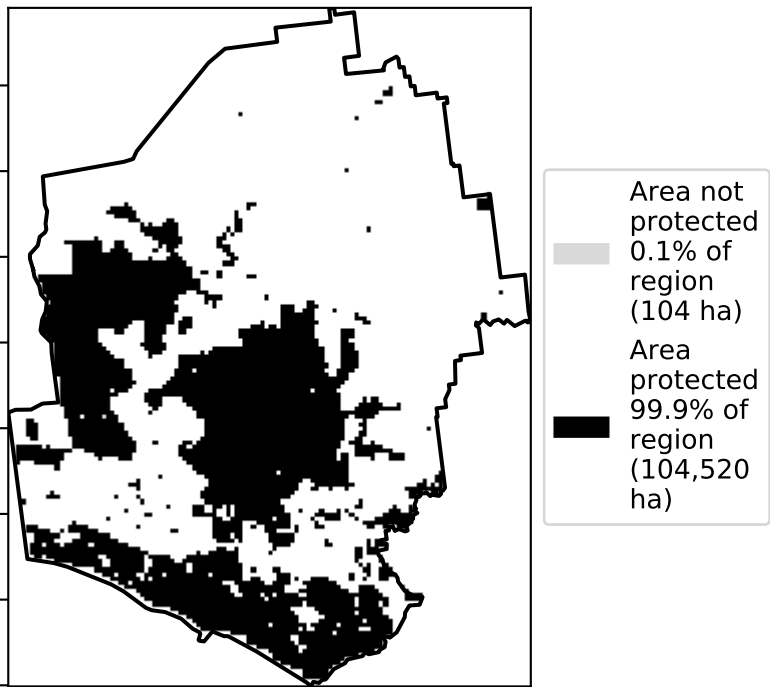 Area not
protected
0.1% of
region
(104 ha)
Area
protected
99.9% of
region
(104,520
ha)